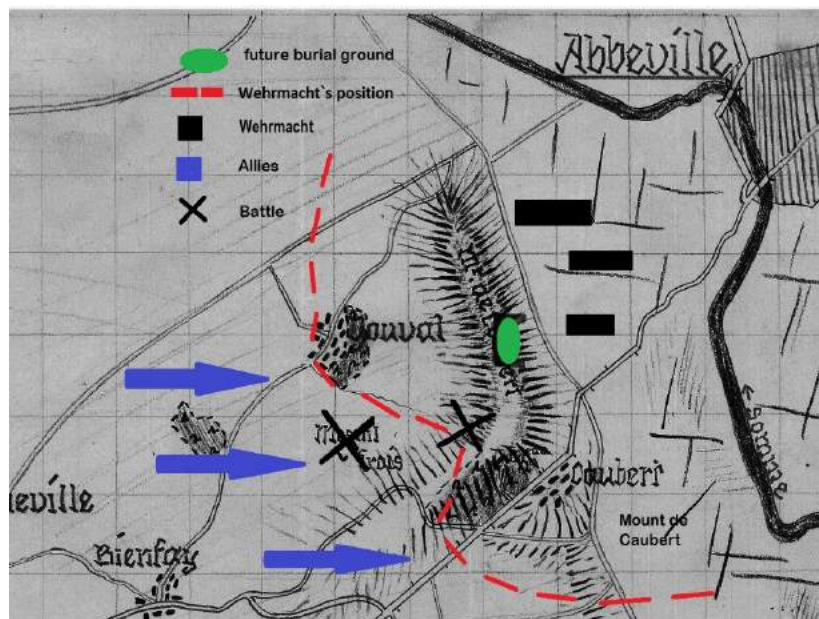 future burial ground
Wehrmacht`s position
Wehrmacht
Allies
Battle
Abbeville
Caubert
←Somme
Mount de
Caubert
Bienfay